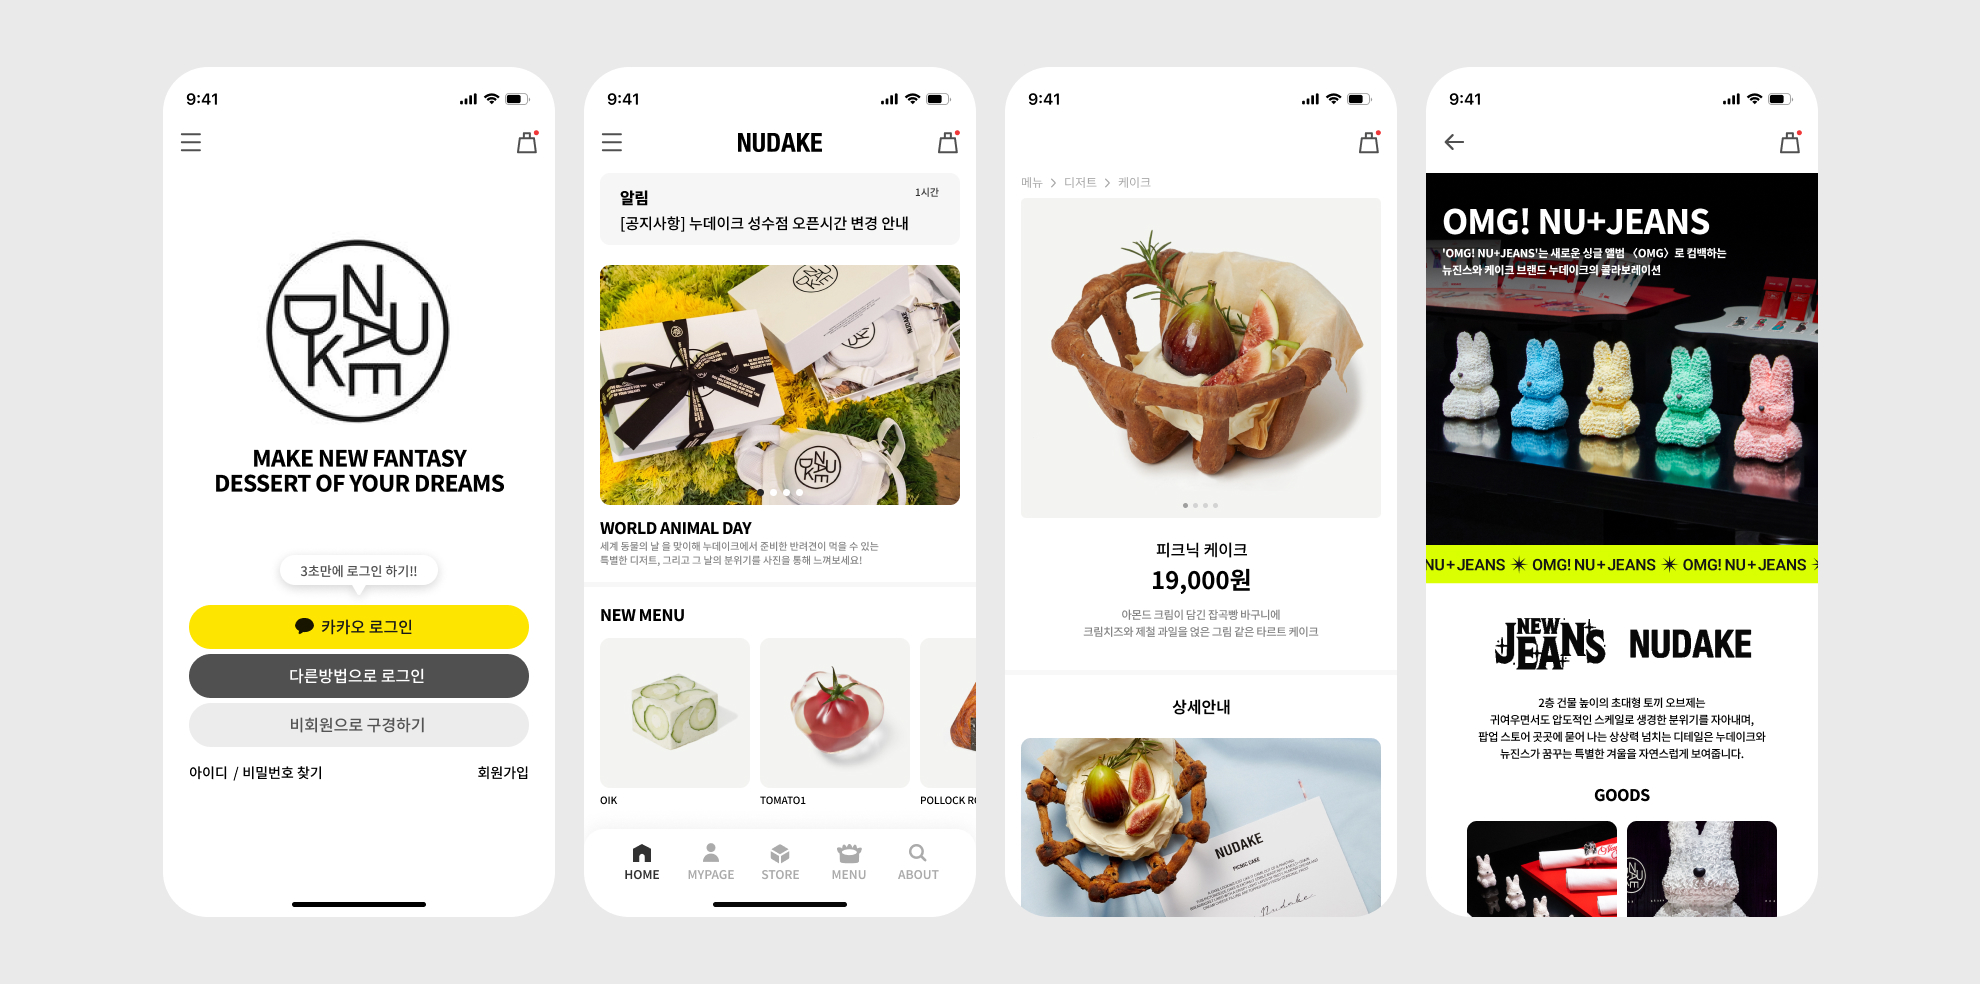 9:41
NUDAKE
MAKE NEW FANTASY
DESSERT OF YOUR DREAMS
3초만에 로그인 하기!!
카카오 로그인
다른방법으로 로그인
비회원으로 구경하기
아이디 / 비밀번호 찾기
회원가입
9:41
NUDAKE
알림
1시간
[공지사항] 누데이크 성수점 오픈시간 변경 안내
NUDAKE
WORLD ANIMAL DAY
세계 동물의 날 을 맞이해 누데이크에서 준비한 반려견이 먹을 수 있는
특별한 디저트, 그리고 그 날의 분위기를 사진을 통해 느껴보세요!
NEW MENU
OIK
TOMATO1
POLLOCK
HOME
MYPAGE
STORE
MENU
ABOUT
9:41
메뉴 > 디저트 > 케이크
피크닉 케이크
19,000원
아몬드 크림이 담긴 잡곡빵 바구니에
크림치즈와 제철 과일을 얹은 그림 같은 타르트 케이크
상세안내
NUDAKE
PICNIC CAKE
Nudake
9:41
OMG! NU+JEANS
'OMG! NU+JEANS'는 새로운 싱글 앨범 〈OMG〉로 컴백하는
뉴진스와 케이크 브랜드 누데이크의 콜라보레이션
NU+JEANS OMG! NU+JEANS OMG! NU+JEANS
NEW
JEANS
NUDAKE
2층 건물 높이의 초대형 토끼 오브제는
귀여우면서도 압도적인 스케일로 생경한 분위기를 자아내며,
팝업 스토어 곳곳에 묻어 나는 상상력 넘치는 디테일은 누데이크와
뉴진스가 꿈꾸는 특별한 겨울을 자연스럽게 보여줍니다.
GOODS